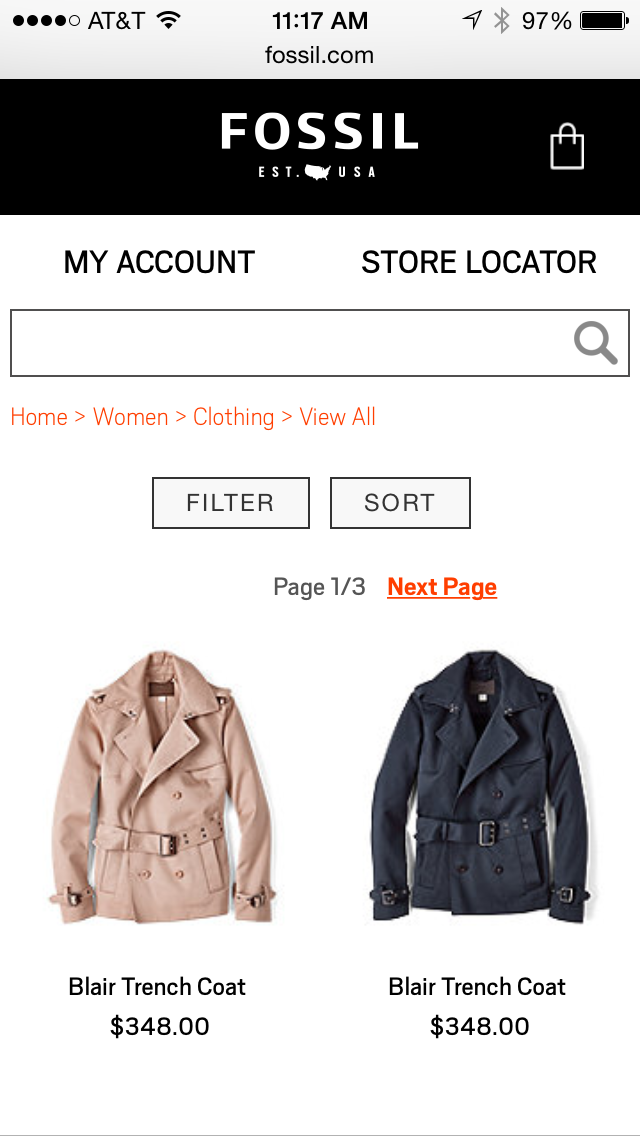 AT&T 11:17 AM 97%
fossil.com
FOSSIL
EST. USA
MY ACCOUNT STORE LOCATOR
Home > Women > Clothing > View All
FILTER SORT
Page 1/3 Next Page
Blair Trench Coat Blair Trench Coat
$348.00 $348.00